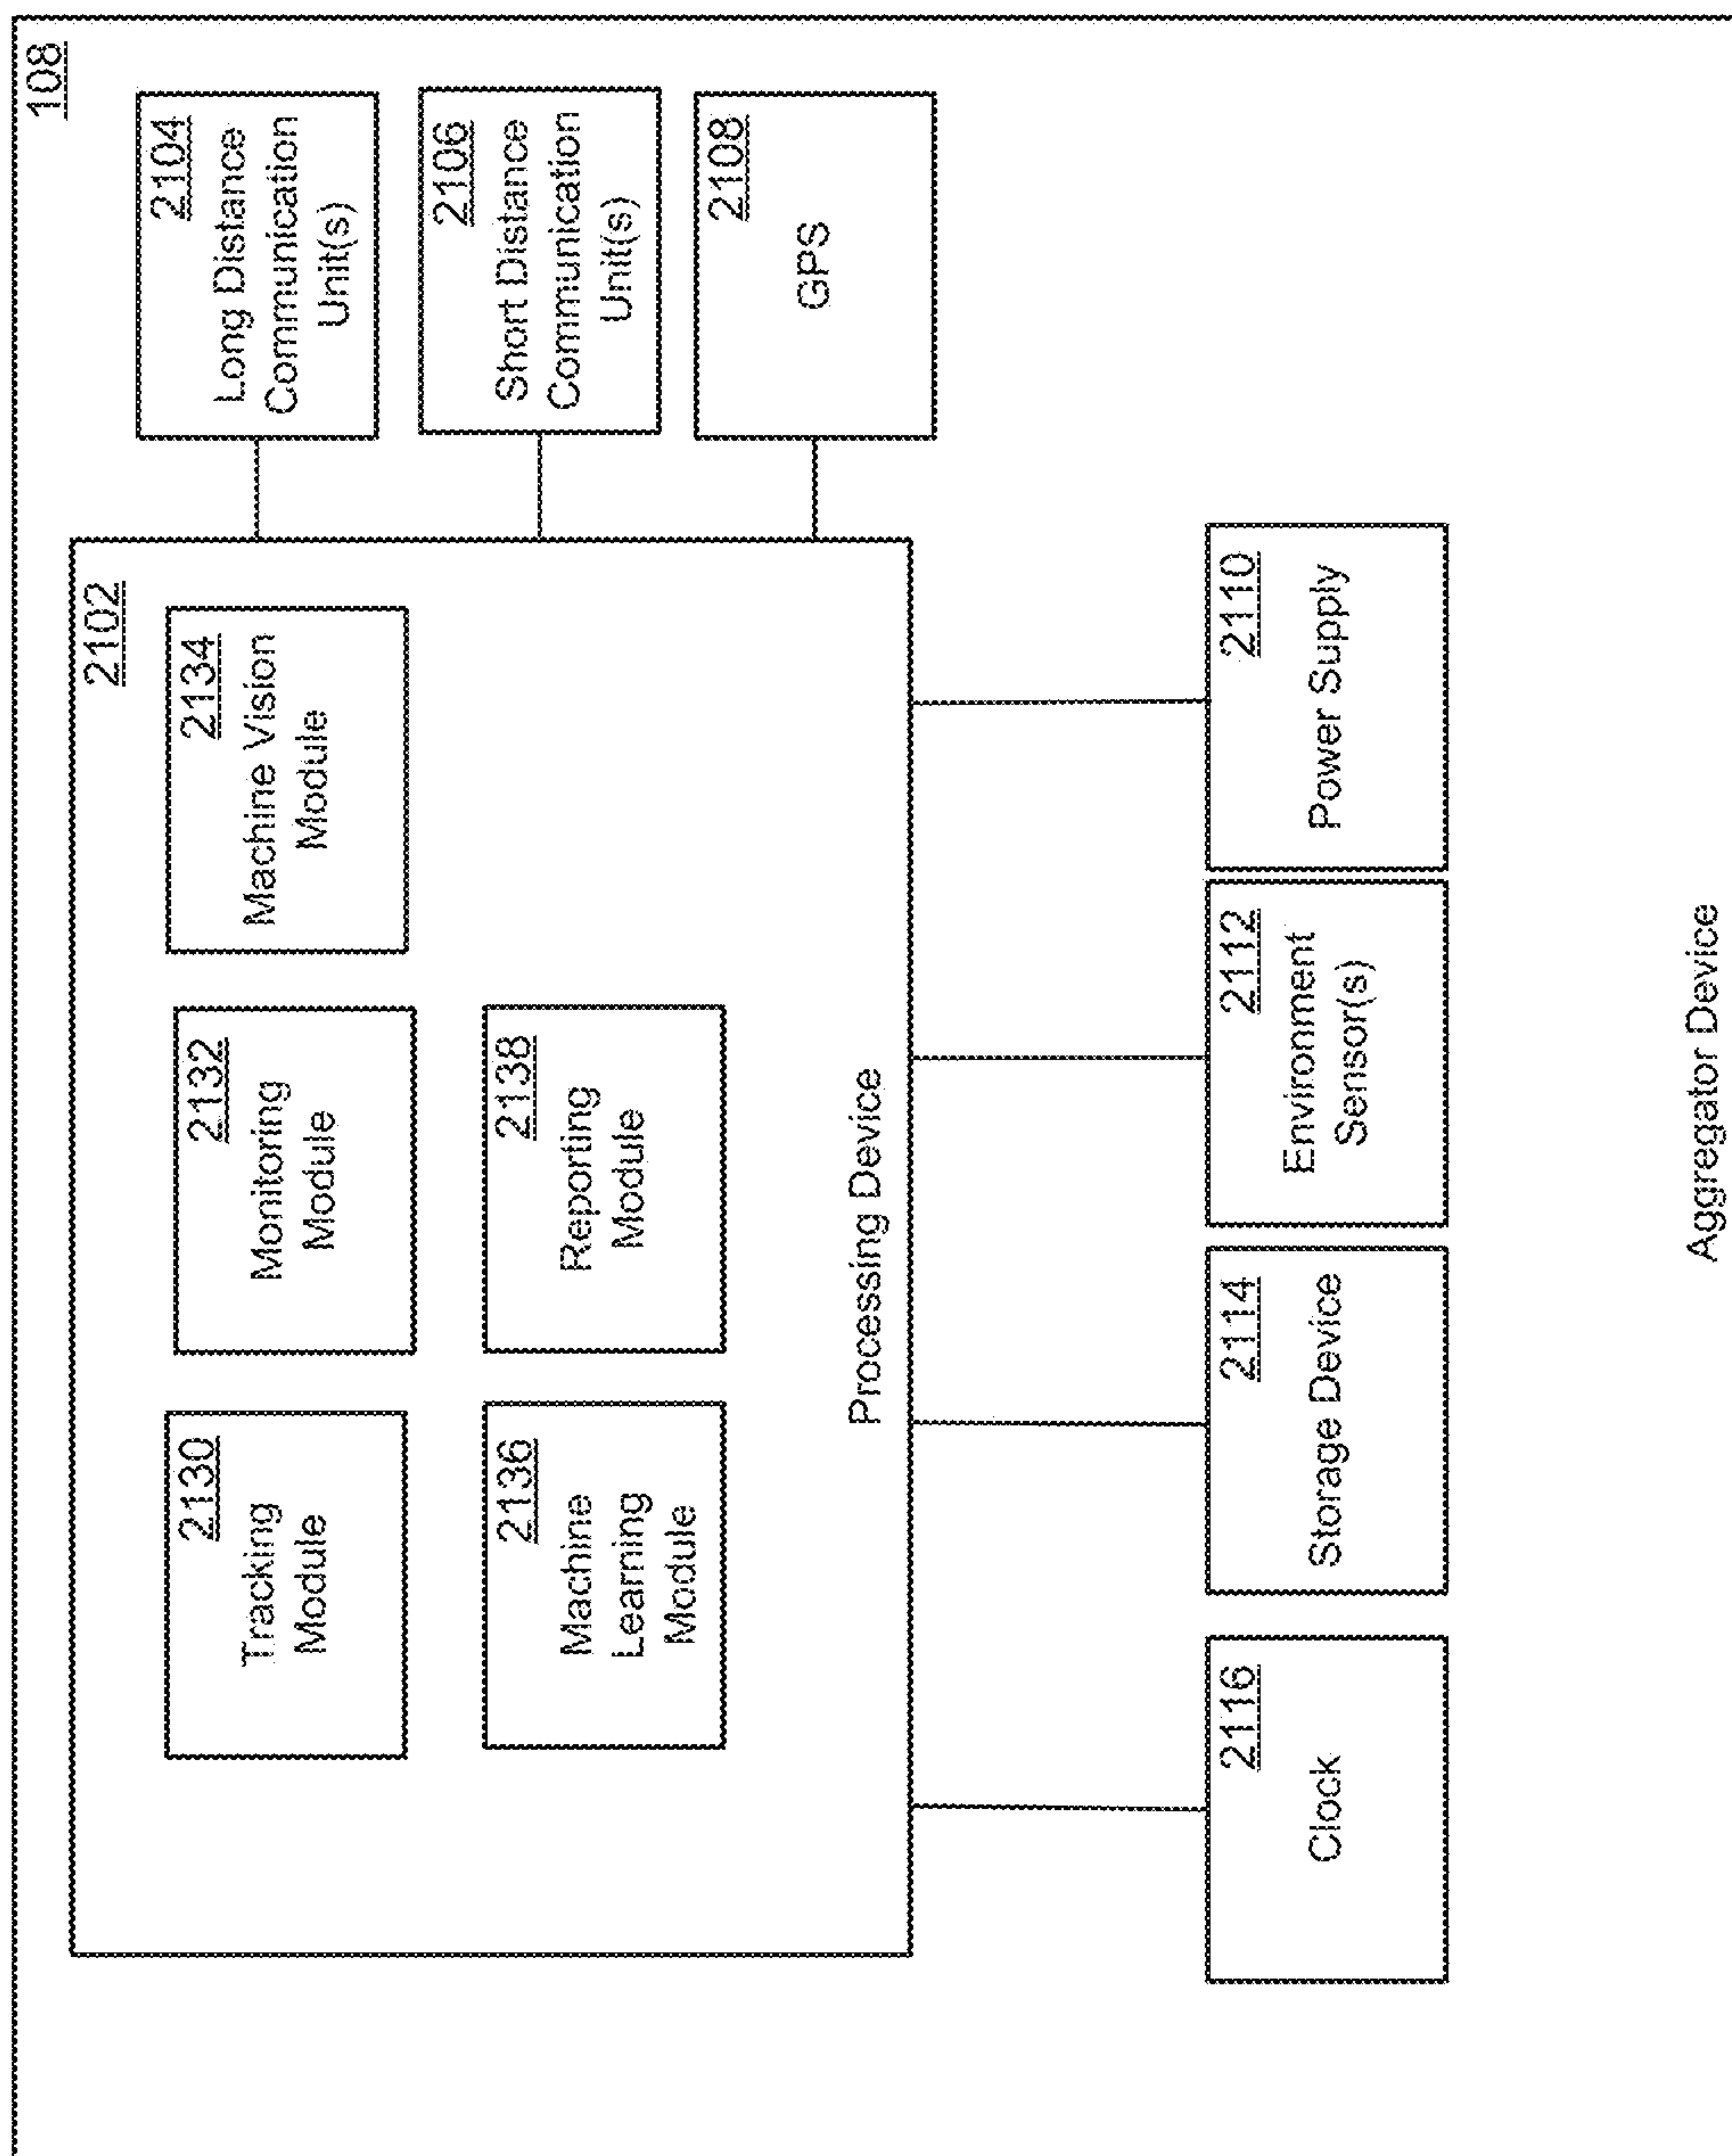 108
2102
2130
Tracking
Module
2132
Monitoring
Module
2134
Machine Vision
Module
2136
Machine
Learning
Module
2138
Reporting
Module
Processing Device
2104
Long Distance
Communication
Unit(s)
2106
Short Distance
Communication
Unit(s)
2108
GPS
2116
Clock
2114
Storage Device
2112
Environment
Sensor(s)
2110
Power Supply
Aggregator Device